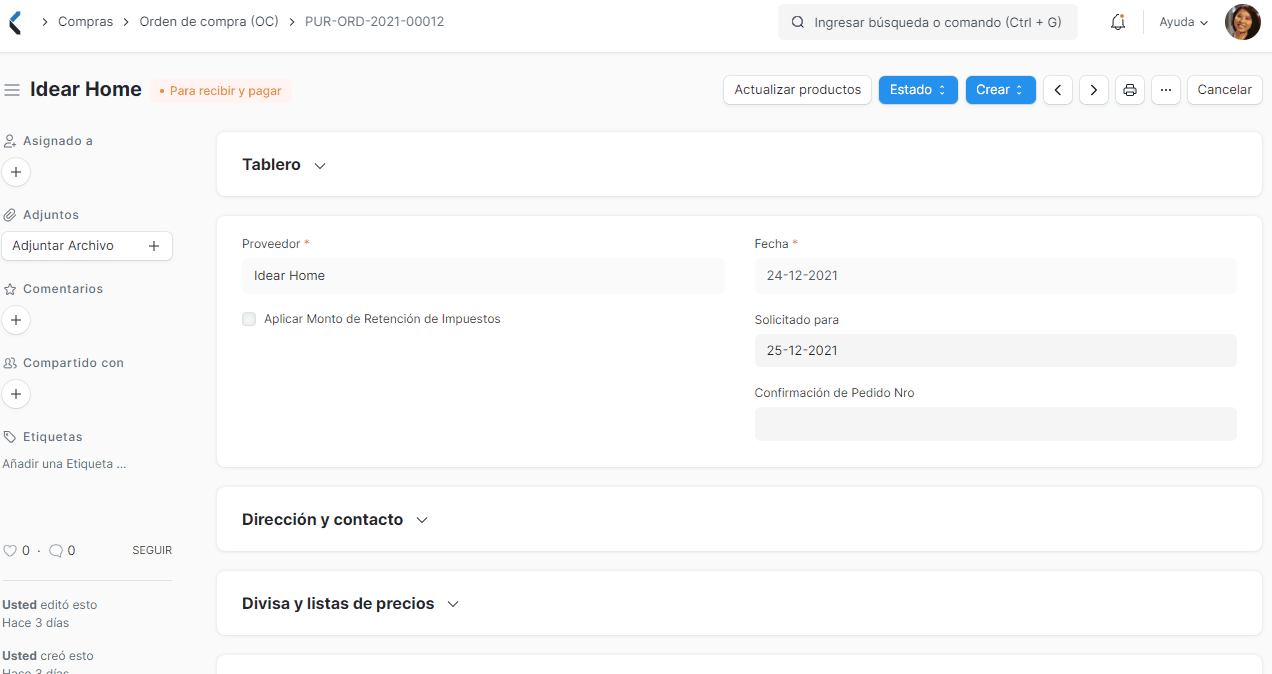 Compras
Orden de compra (OC)
PUR-ORD-2021-00012
Ingresar búsqueda o comando (Ctrl + G)
Ayuda
Idear Home
Para recibir y pagar
Actualizar productos
Estado
Crear
Cancelar
Asignado a
Adjuntos
Adjuntar Archivo
Comentarios
Compartido con
Etiquetas
Añadir una Etiqueta ...
0 · 0 SEGUIR
Usted editó esto
Hace 3 días
Usted creó esto
Hace 3 días
Tablero
Proveedor *
Idear Home
Aplicar Monto de Retención de Impuestos
Fecha *
24-12-2021
Solicitado para
25-12-2021
Confirmación de Pedido Nro
Dirección y contacto
Divisa y listas de precios